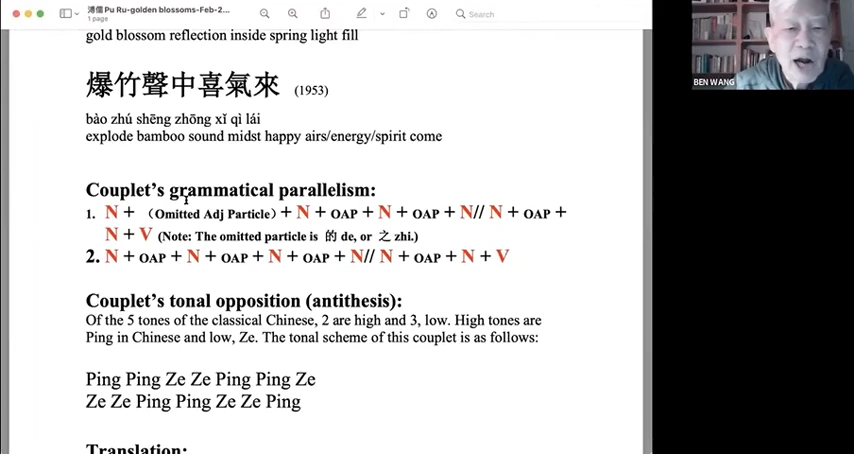 溥儒 Pu Ru-golden blossoms-Feb-2...
1 page
Search
gold blossom reflection inside spring light fill
爆竹聲中喜氣來 (1953)
bào zhú shēng zhōng xǐ qì lái
explode bamboo sound midst happy airs/energy/spirit come
Couplet's grammatical parallelism:
1. N + （Omitted Adj Particle）+ N + OAP + N + OAP + N// N + OAP +
N + V (Note: The omitted particle is 的 de, or 之 zhi.)
2. N + OAP + N + OAP + N + OAP + N// N + OAP + N + V
Couplet's tonal opposition (antithesis):
Of the 5 tones of the classical Chinese, 2 are high and 3, low. High tones are
Ping in Chinese and low, Ze. The tonal scheme of this couplet is as follows:
Ping Ping Ze Ze Ping Ping Ze
Ze Ze Ping Ping Ze Ze Ping
Translation:
BEN WANG